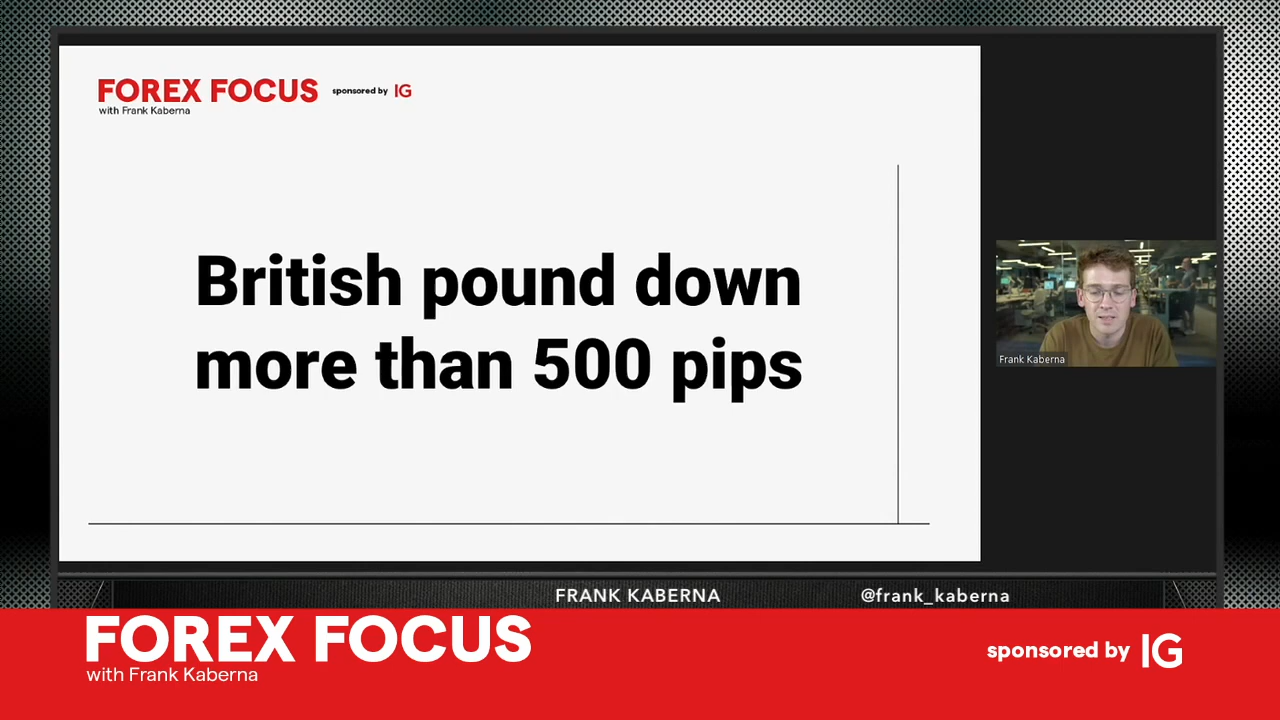 FOREX FOCUS sponsored by IG
with Frank Kaberna
British pound down
more than 500 pips
Frank Kaberna
FRANK KABERNA @frank_kaberna
FOREX FOCUS
with Frank Kaberna
sponsored by IG